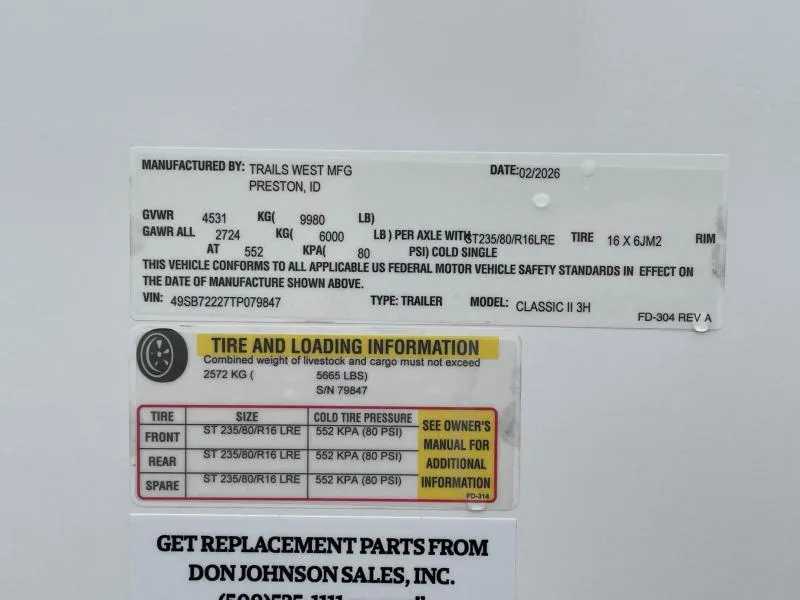 MANUFACTURED BY: TRAILS WEST MFG DATE: 02/2026
PRESTON, ID
GVWR 4531 KG( 9980 LB)
GAWR ALL 2724 KG( 6000 LB ) PER AXLE WITH ST235/80/R16LRE TIRE 16 X 6JM2 RIM
AT 552 KPA( 80 PSI) COLD SINGLE
THIS VEHICLE CONFORMS TO ALL APPLICABLE US FEDERAL MOTOR VEHICLE SAFETY STANDARDS IN EFFECT ON
THE DATE OF MANUFACTURE SHOWN ABOVE.
VIN: 49SB72227TP079847 TYPE: TRAILER MODEL: CLASSIC II 3H
FD-304 REV A
TIRE AND LOADING INFORMATION
Combined weight of livestock and cargo must not exceed
2572 KG ( 5665 LBS)
S/N 79847
TIRE SIZE COLD TIRE PRESSURE
FRONT ST 235/80/R16 LRE 552 KPA (80 PSI)
REAR ST 235/80/R16 LRE 552 KPA (80 PSI)
SPARE ST 235/80/R16 LRE 552 KPA (80 PSI)
SEE OWNER'S
MANUAL FOR
ADDITIONAL
INFORMATION
FD-314
GET REPLACEMENT PARTS FROM
DON JOHNSON SALES, INC.